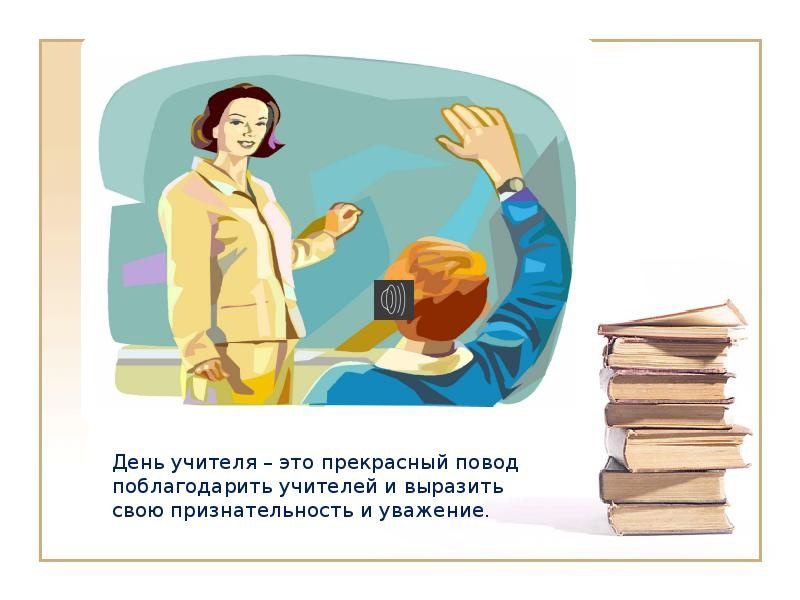 День учителя – это прекрасный повод
поблагодарить учителей и выразить
свою признательность и уважение.